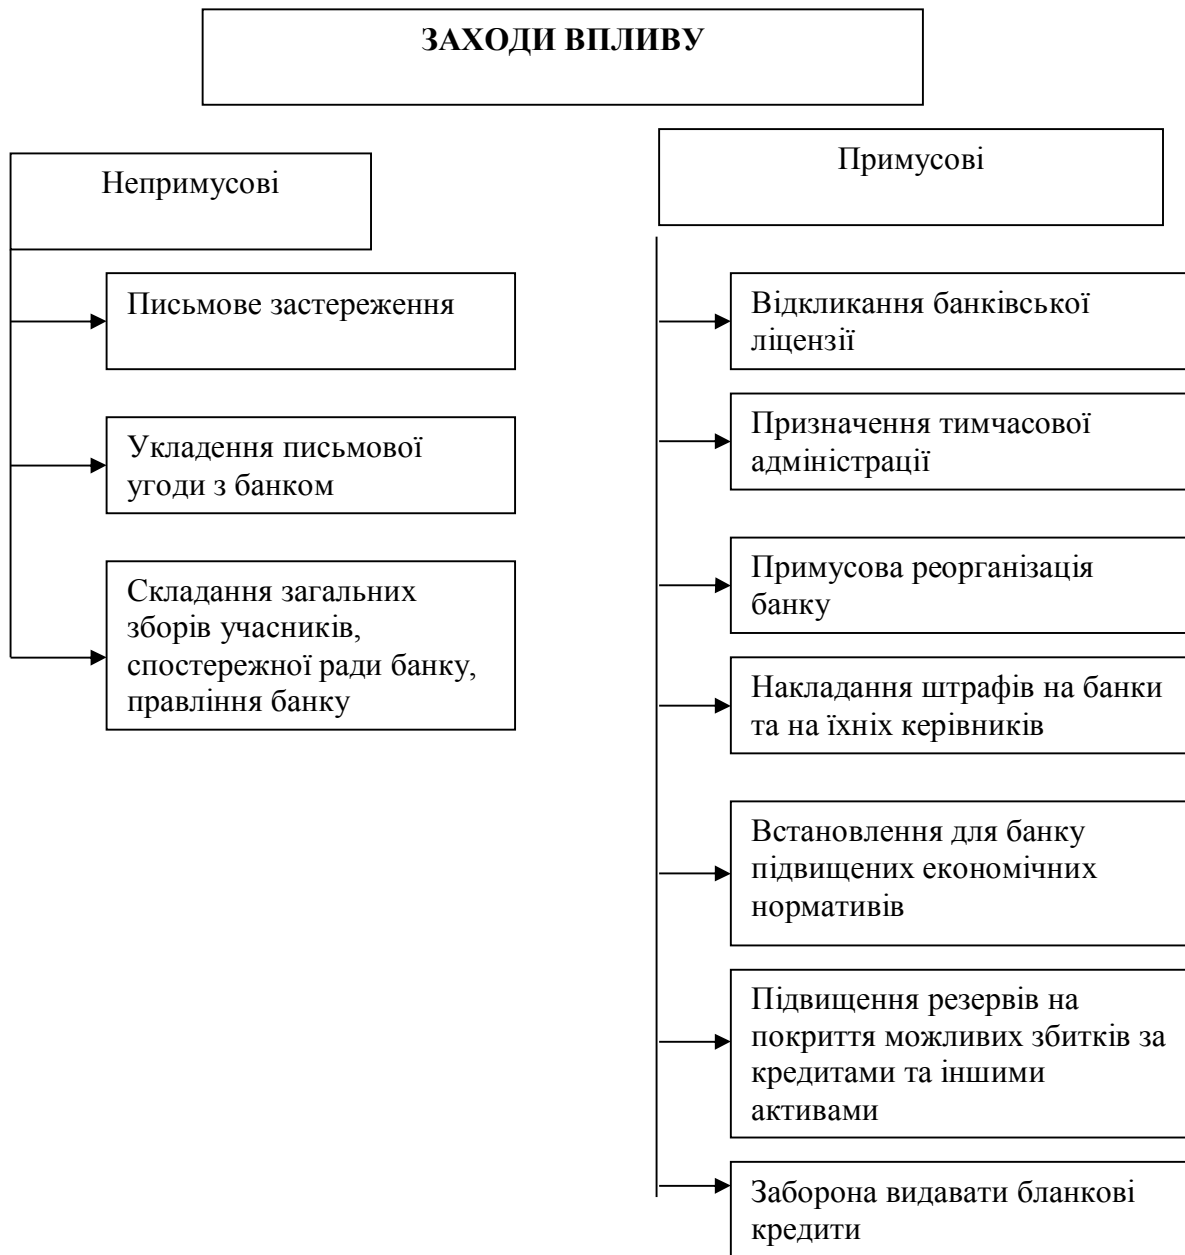 ЗАХОДИ ВПЛИВУ
Непримусові
Письмове застереження
Укладення письмової
угоди з банком
Складання загальних
зборів учасників,
спостережної ради банку,
правління банку
Примусові
Відкликання банківської
ліцензії
Призначення тимчасової
адміністрації
Примусова реорганізація
банку
Накладання штрафів на банки
та на їхніх керівників
Встановлення для банку
підвищених економічних
нормативів
Підвищення резервів на
покриття можливих збитків за
кредитами та іншими
активами
Заборона видавати бланкові
кредити